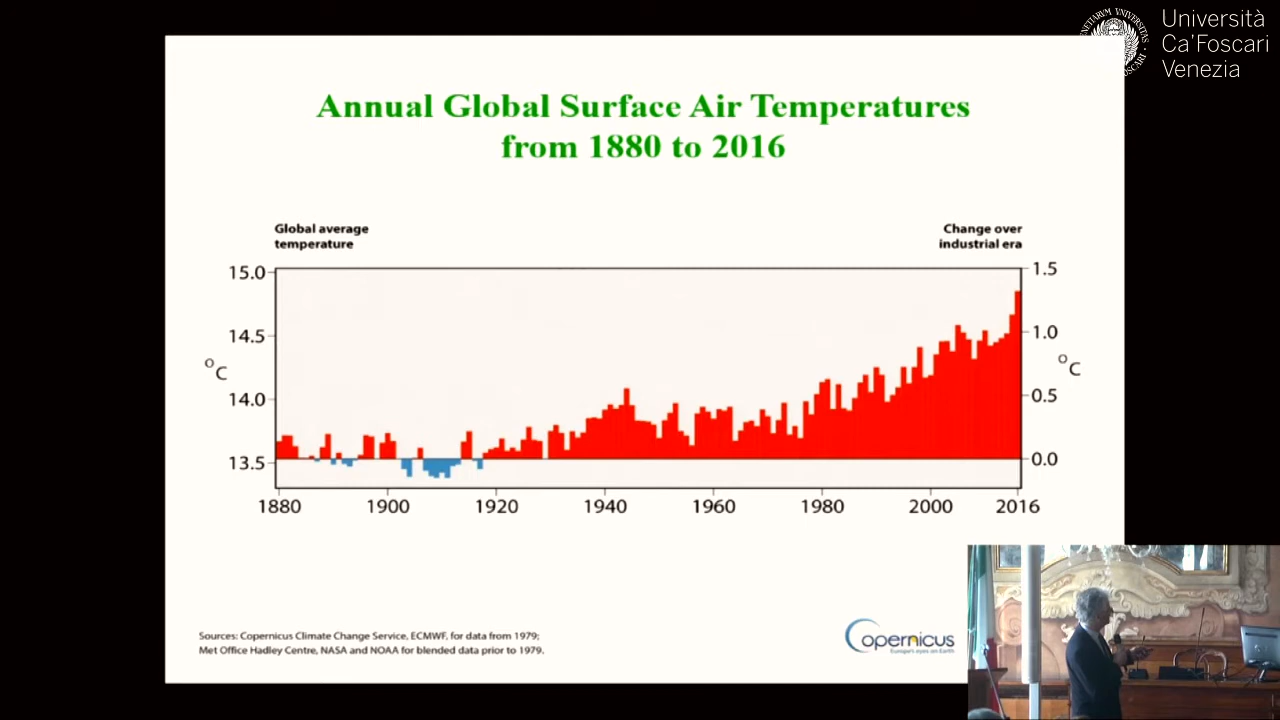 Università
Ca'Foscari
Venezia
Annual Global Surface Air Temperatures
from 1880 to 2016
Global average
temperature
Change over
industrial era
15.0
14.5
14.0
13.5
°C
1.5
1.0
0.5
0.0
°C
1880
1900
1920
1940
1960
1980
2000
2016
Sources: Copernicus Climate Change Service, ECMWF, for data from 1979;
Met Office Hadley Centre, NASA and NOAA for blended data prior to 1979.
opernicus
Europe's eyes on Earth